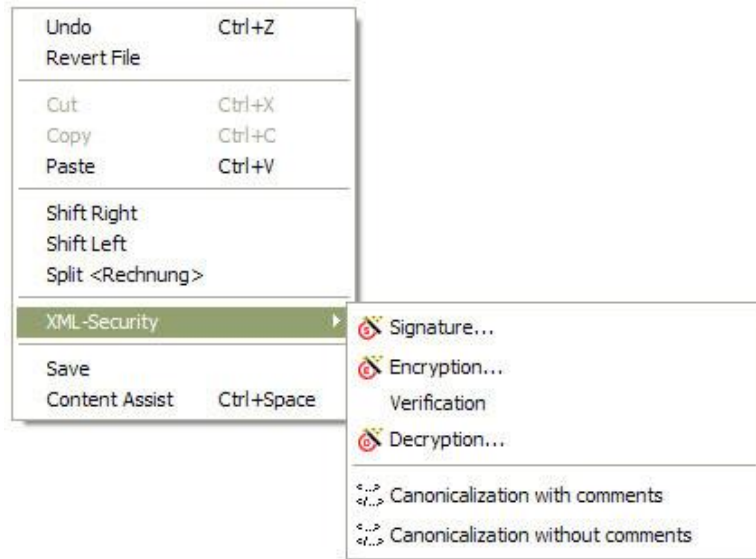 Undo Ctrl+Z
Revert File
Cut Ctrl+X
Copy Ctrl+C
Paste Ctrl+V
Shift Right
Shift Left
Split <Rechnung>
XML-Security
Save
Content Assist Ctrl+Space
Signature...
Encryption...
Verification
Decryption...
Canonicalization with comments
Canonicalization without comments